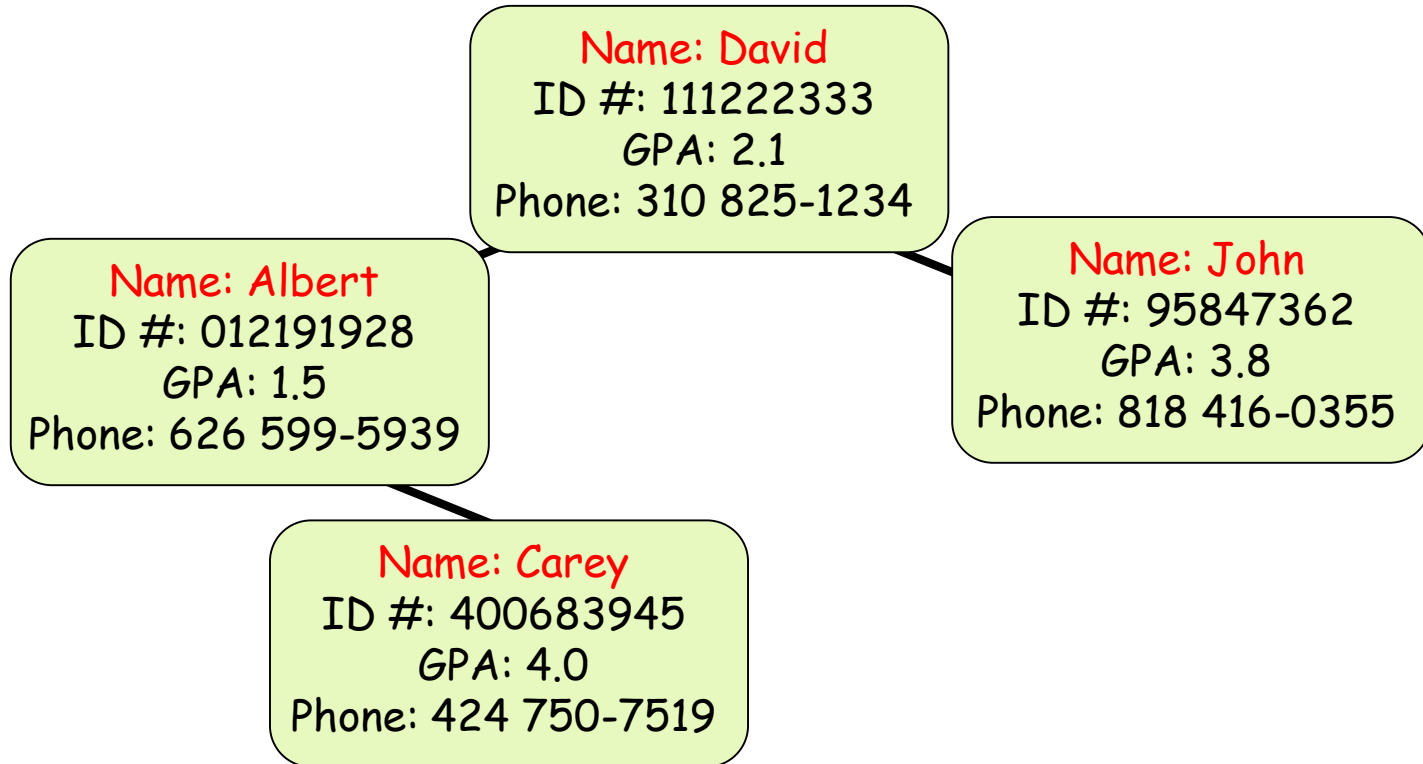 Name: David
ID #: 111222333
GPA: 2.1
Phone: 310 825-1234
Name: Albert
ID #: 012191928
GPA: 1.5
Phone: 626 599-5939
Name: John
ID #: 95847362
GPA: 3.8
Phone: 818 416-0355
Name: Carey
ID #: 400683945
GPA: 4.0
Phone: 424 750-7519